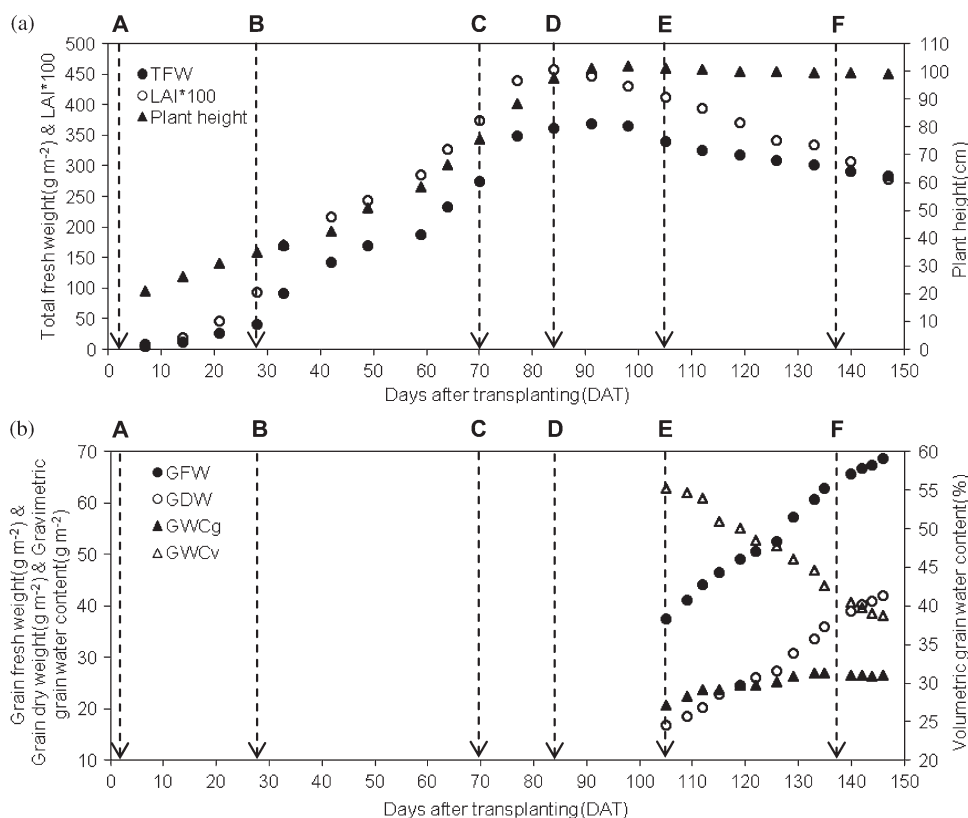 (a)
A B C D E F
500 450 400 350 300 250 200 150 100 50 0
Total fresh weight(g m-2) & LAI*100
TFW
LAI*100
Plant height
110 100 90 80 70 60 50 40 30 20 10 0
Plant height(cm)
0 10 20 30 40 50 60 70 80 90 100 110 120 130 140 150
Days after transplanting(DAT)
(b)
A B C D E F
70 60 50 40 30 20 10
Grain fresh weight(g m-2) &
Grain dry weight(g m-2) & Gravimetric
grain water content(g m-2)
GFW
GDW
GWCg
GWCv
60 55 50 45 40 35 30 25 20
Volumetric grain water content(%)
0 10 20 30 40 50 60 70 80 90 100 110 120 130 140 150
Days after transplanting(DAT)